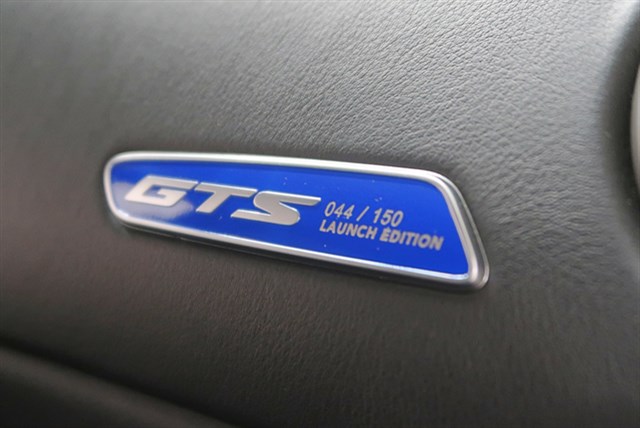 GTS
044 / 150
LAUNCH EDITION